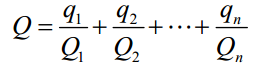 Q = q₁/Q₁ + q₂/Q₂ + ⋯ + qₙ/Qₙ